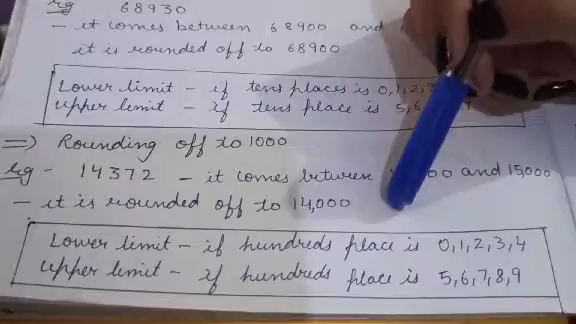 eg 68930
- it comes between 68900 and
it is rounded off to 68900
Lower limit - if tens places is 0,1,2,3
Upper limit - if tens place is 5,6
=) Rounding off to 1000
eg - 14372 - it comes between and 15,000
- it is rounded off to 14,000
Lower limit - if hundreds place is 0,1,2,3,4
Upper limit - if hundreds place is 5,6,7,8,9